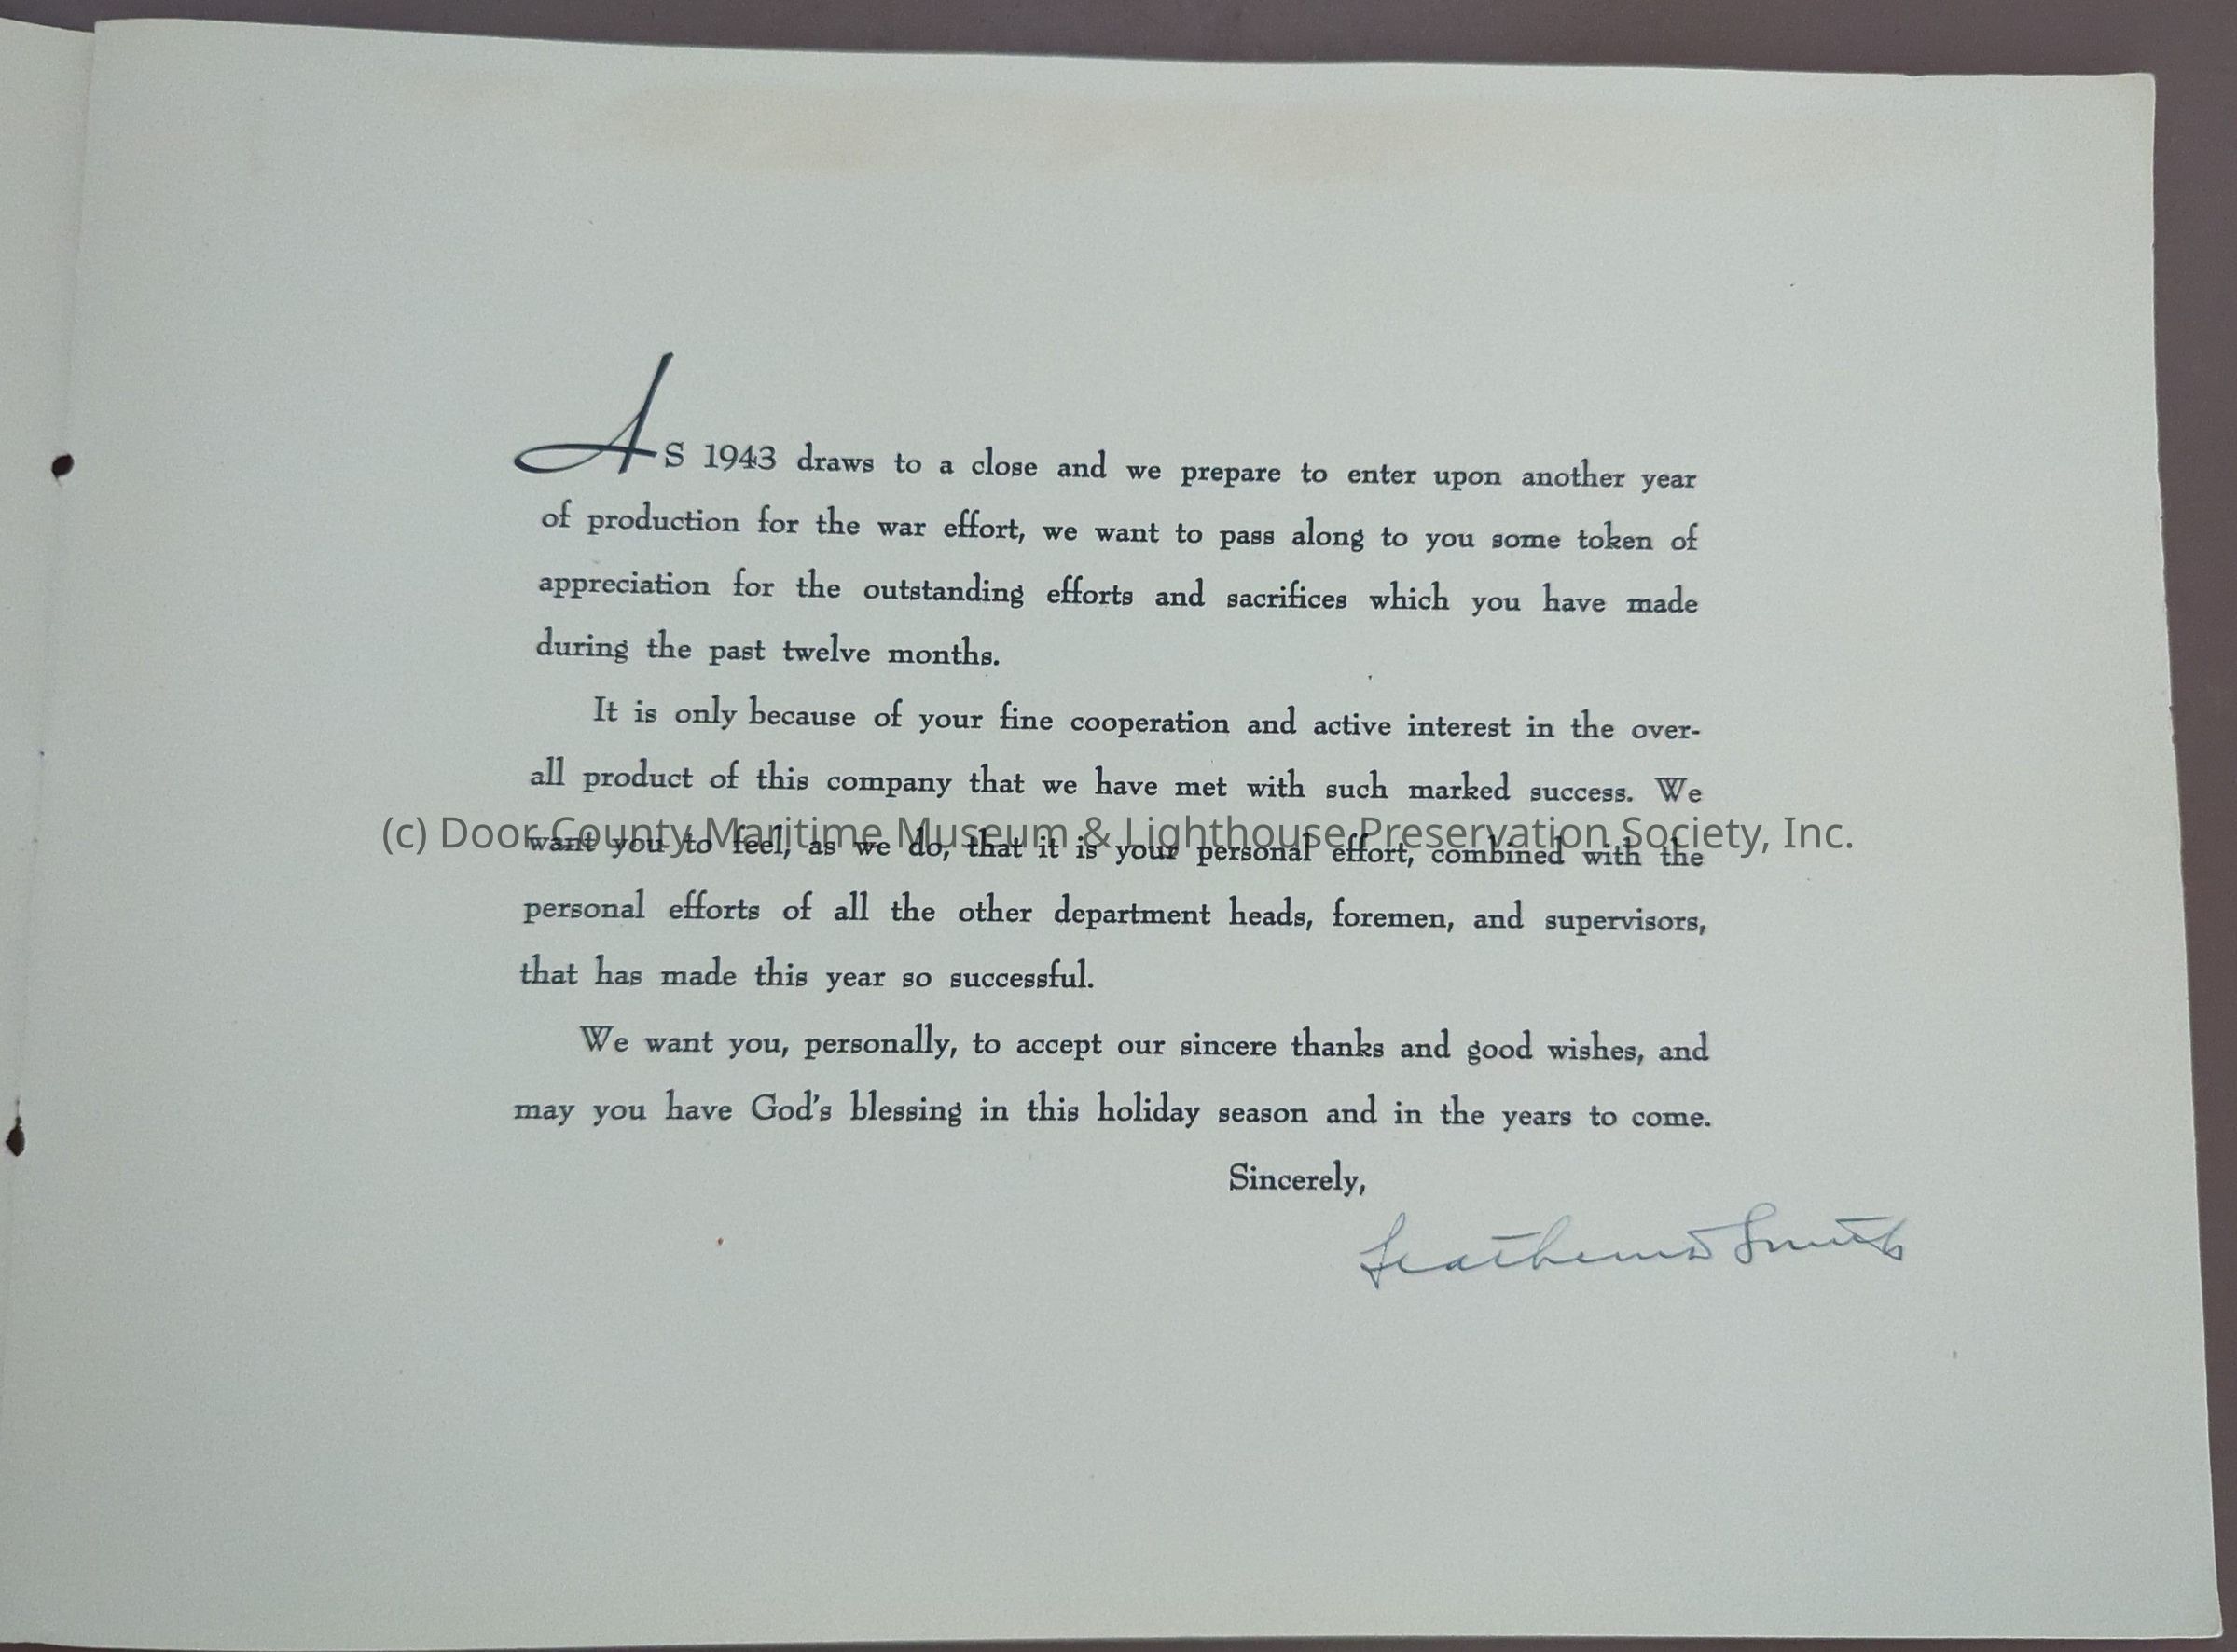 As 1943 draws to a close and we prepare to enter upon another year
of production for the war effort, we want to pass along to you some token of
appreciation for the outstanding efforts and sacrifices which you have made
during the past twelve months.
It is only because of your fine cooperation and active interest in the over-
all product of this company that we have met with such marked success. We
(c) Door County Maritime Museum & Lighthouse Preservation Society, Inc.
want you to feel, as we do, that it is your personal effort, combined with the
personal efforts of all the other department heads, foremen, and supervisors,
that has made this year so successful.
We want you, personally, to accept our sincere thanks and good wishes, and
may you have God's blessing in this holiday season and in the years to come.
Sincerely,
Leathem D Smith